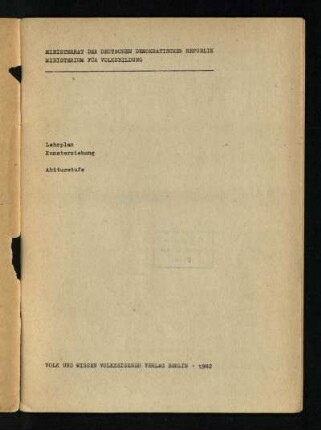 MINISTERRAT DER DEUTSCHEN DEMOKRATISCHEN REPUBLIK
MINISTERIUM FÜR VOLKSBILDUNG
Lehrplan
Kunsterziehung
Abiturstufe
VOLK UND WISSEN VOLKSEIGENER VERLAG BERLIN · 1982